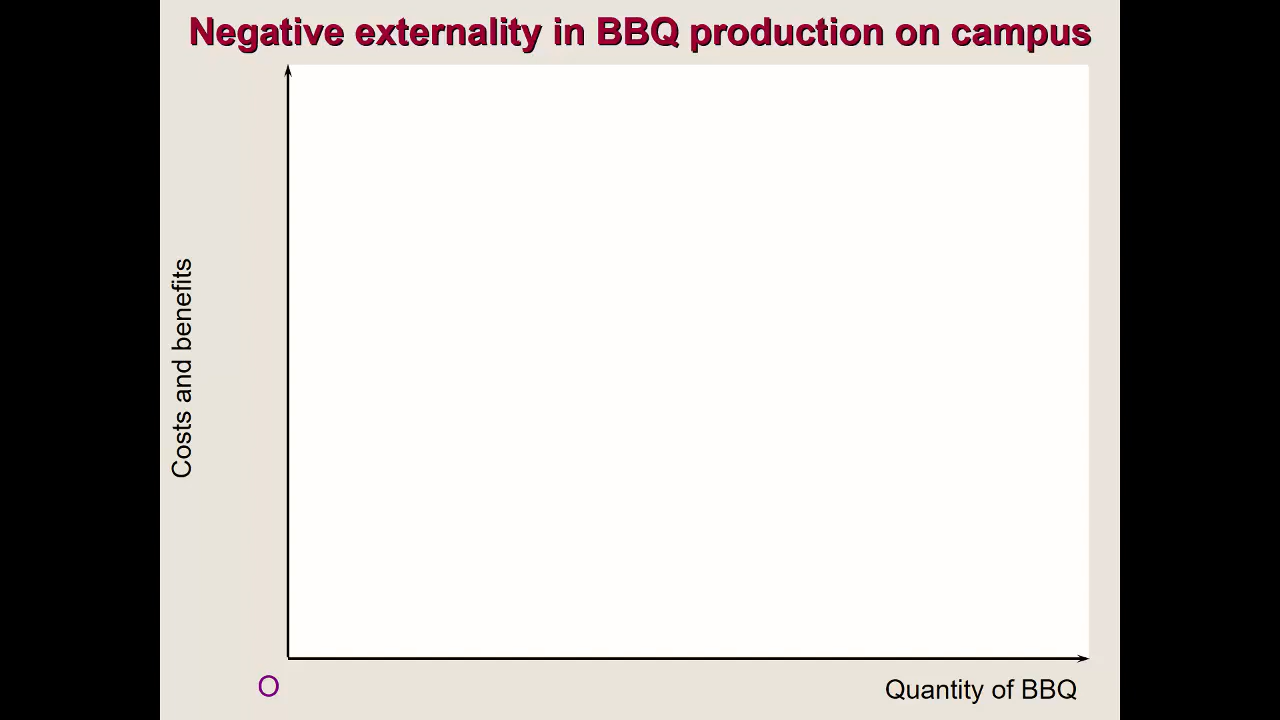 Negative externality in BBQ production on campus
Costs and benefits
O
Quantity of BBQ